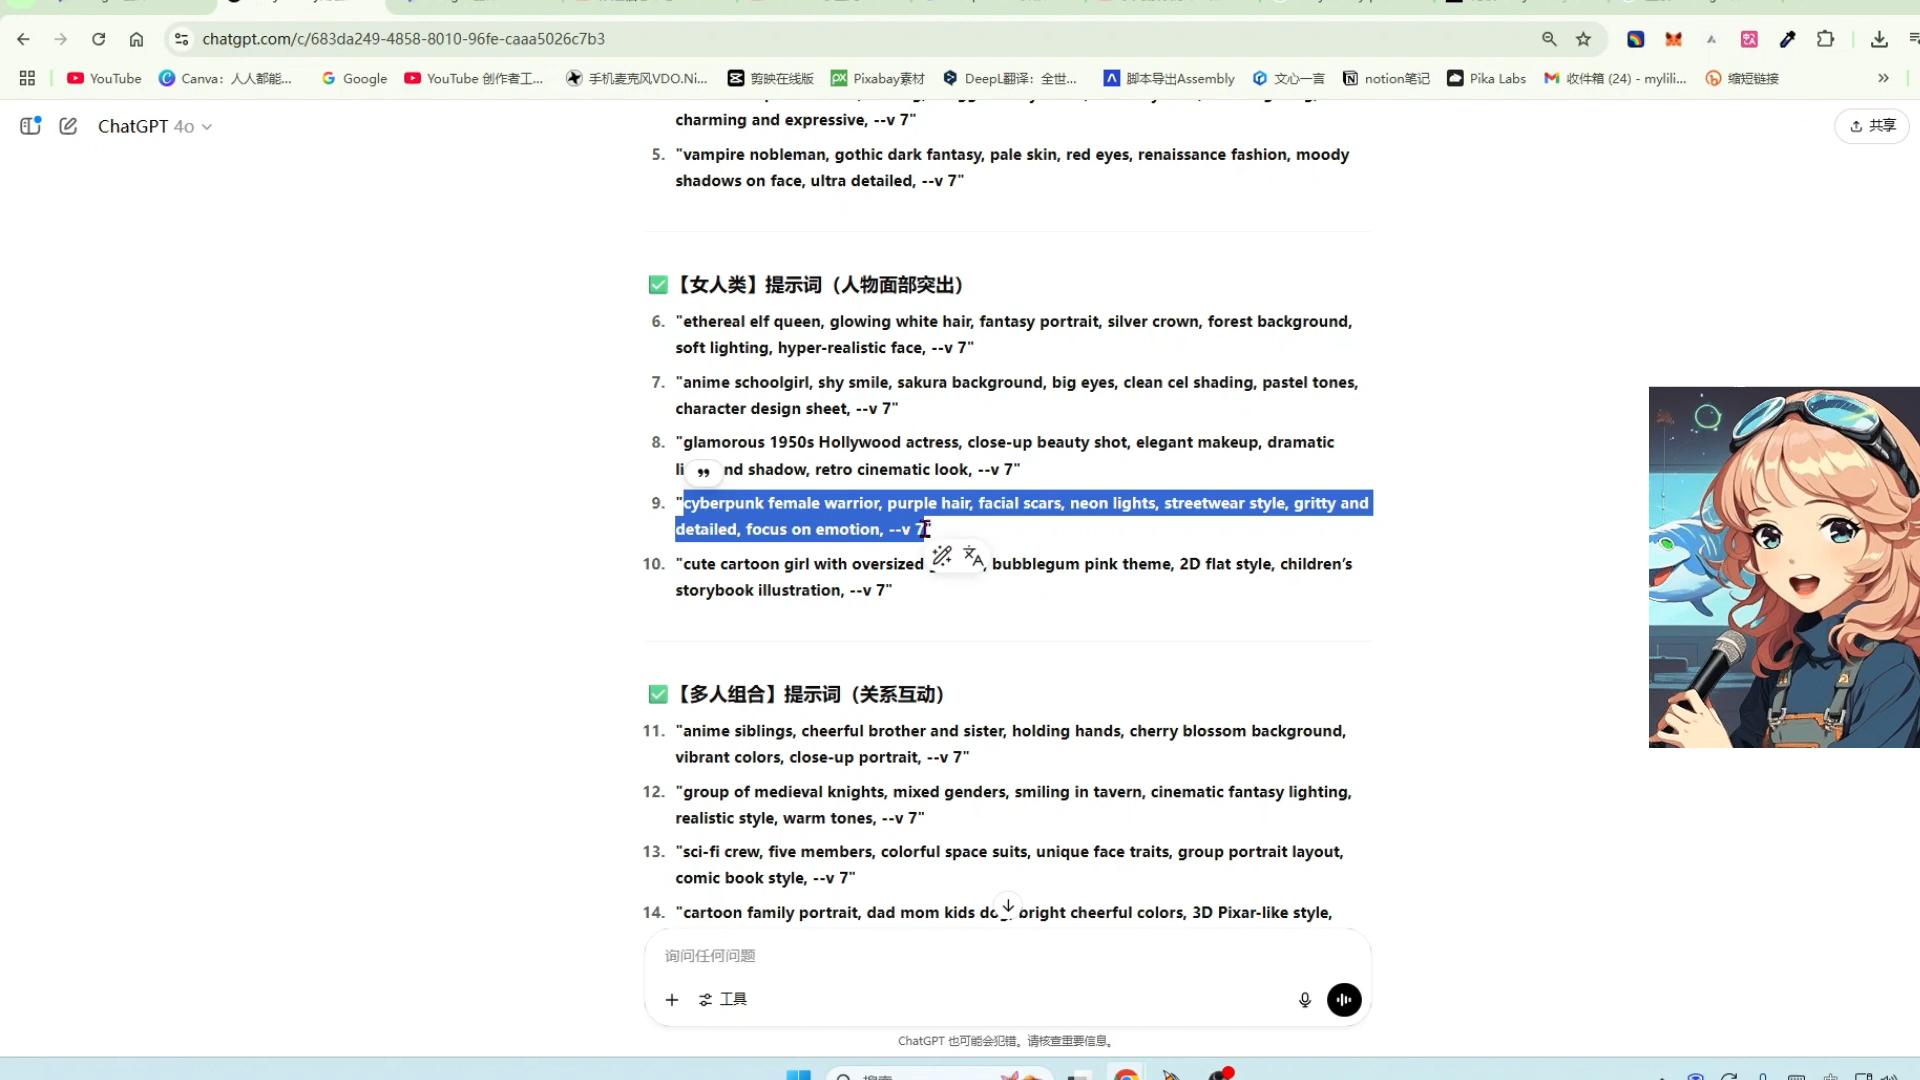 chatgpt.com/c/683da249-4858-8010-96fe-caaa5026c7b3
YouTube
Canva：人人都能...
Google
YouTube 创作者工...
手机麦克风VDO.Ni...
剪映在线版
Pixabay素材
DeepL翻译：全世...
脚本导出Assembly
文心一言
notion笔记
Pika Labs
收件箱 (24) - mylili...
缩短链接
ChatGPT 4o
共享
charming and expressive, --v 7"
5. "vampire nobleman, gothic dark fantasy, pale skin, red eyes, renaissance fashion, moody
shadows on face, ultra detailed, --v 7"
【女人类】提示词（人物面部突出）
6. "ethereal elf queen, glowing white hair, fantasy portrait, silver crown, forest background,
soft lighting, hyper-realistic face, --v 7"
7. "anime schoolgirl, shy smile, sakura background, big eyes, clean cel shading, pastel tones,
character design sheet, --v 7"
8. "glamorous 1950s Hollywood actress, close-up beauty shot, elegant makeup, dramatic
li nd shadow, retro cinematic look, --v 7"
9. "cyberpunk female warrior, purple hair, facial scars, neon lights, streetwear style, gritty and
detailed, focus on emotion, --v 7"
10. "cute cartoon girl with oversized bubblegum pink theme, 2D flat style, children's
storybook illustration, --v 7"
【多人组合】提示词（关系互动）
11. "anime siblings, cheerful brother and sister, holding hands, cherry blossom background,
vibrant colors, close-up portrait, --v 7"
12. "group of medieval knights, mixed genders, smiling in tavern, cinematic fantasy lighting,
realistic style, warm tones, --v 7"
13. "sci-fi crew, five members, colorful space suits, unique face traits, group portrait layout,
comic book style, --v 7"
14. "cartoon family portrait, dad mom kids dog, bright cheerful colors, 3D Pixar-like style,
询问任何问题
工具
ChatGPT 也可能会犯错。请核查重要信息。